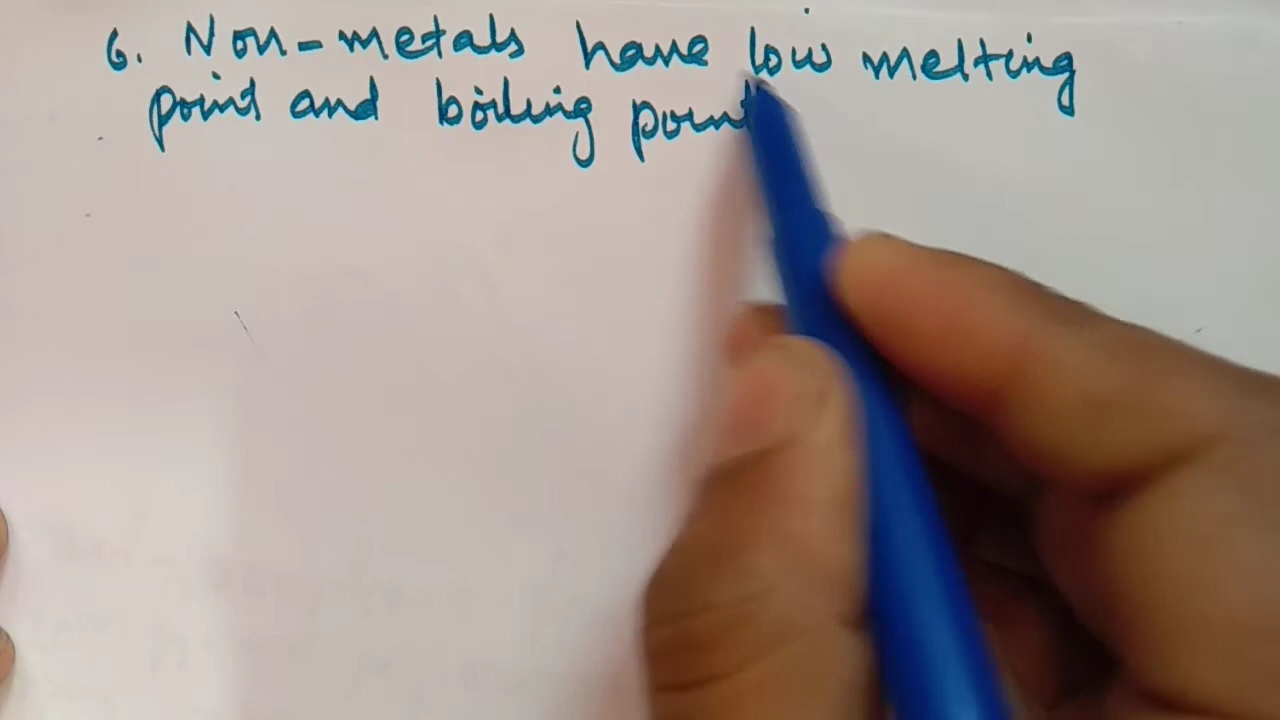 6. Non-metals have low melting
point and boiling point